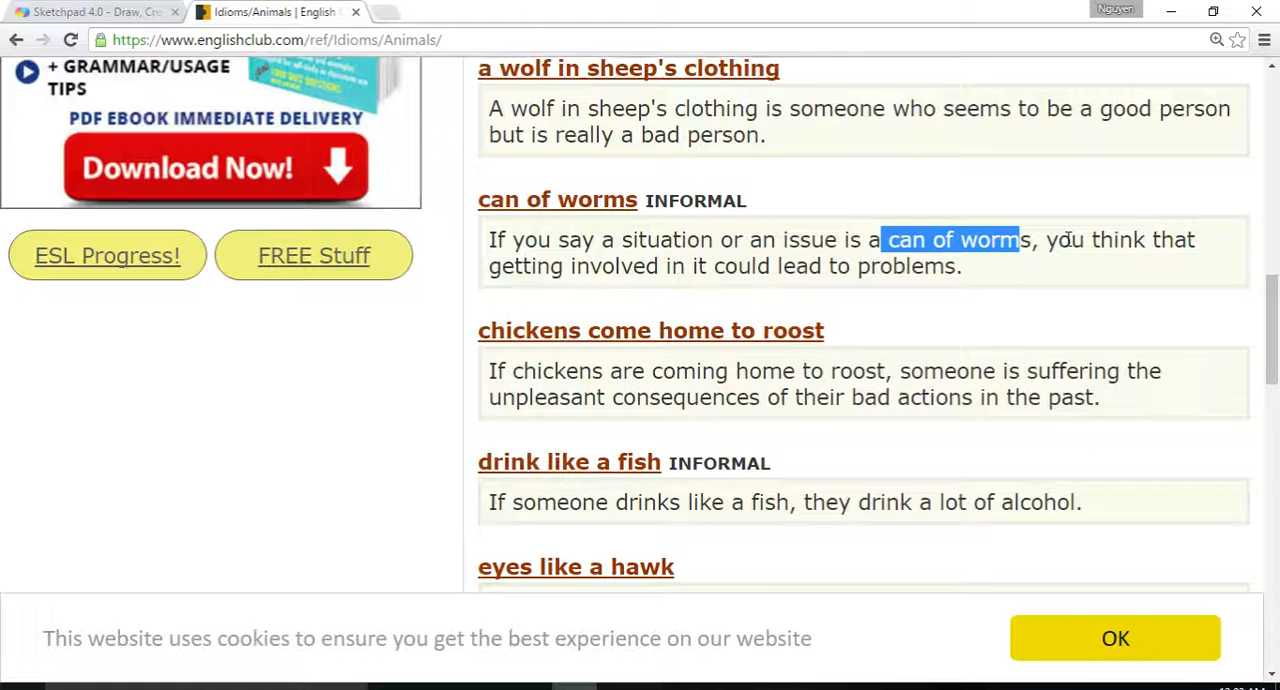 Sketchpad 4.0 - Draw, Cre
Idioms/Animals | English
Nguyen
https://www.englishclub.com/ref/Idioms/Animals/
+ GRAMMAR/USAGE
TIPS
PDF EBOOK IMMEDIATE DELIVERY
Download Now!
ESL Progress!
FREE Stuff
a wolf in sheep's clothing
A wolf in sheep's clothing is someone who seems to be a good person
but is really a bad person.
can of worms INFORMAL
If you say a situation or an issue is a can of worms, you think that
getting involved in it could lead to problems.
chickens come home to roost
If chickens are coming home to roost, someone is suffering the
unpleasant consequences of their bad actions in the past.
drink like a fish INFORMAL
If someone drinks like a fish, they drink a lot of alcohol.
eyes like a hawk
This website uses cookies to ensure you get the best experience on our website
OK